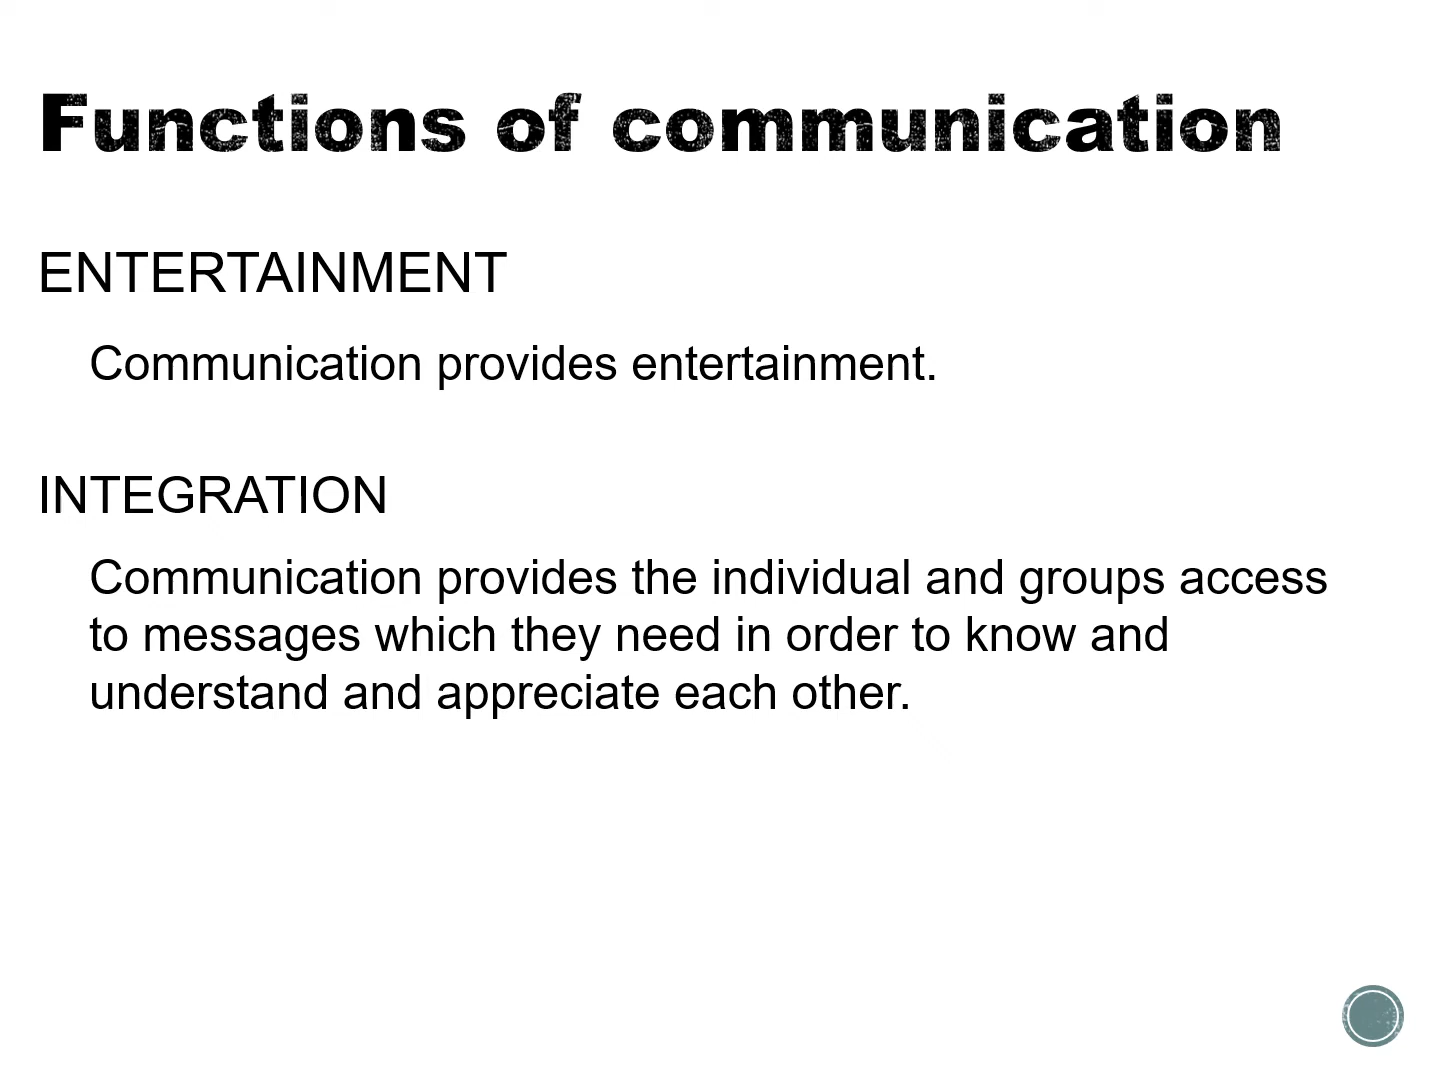 Functions of communication
ENTERTAINMENT
Communication provides entertainment.
INTEGRATION
Communication provides the individual and groups access
to messages which they need in order to know and
understand and appreciate each other.